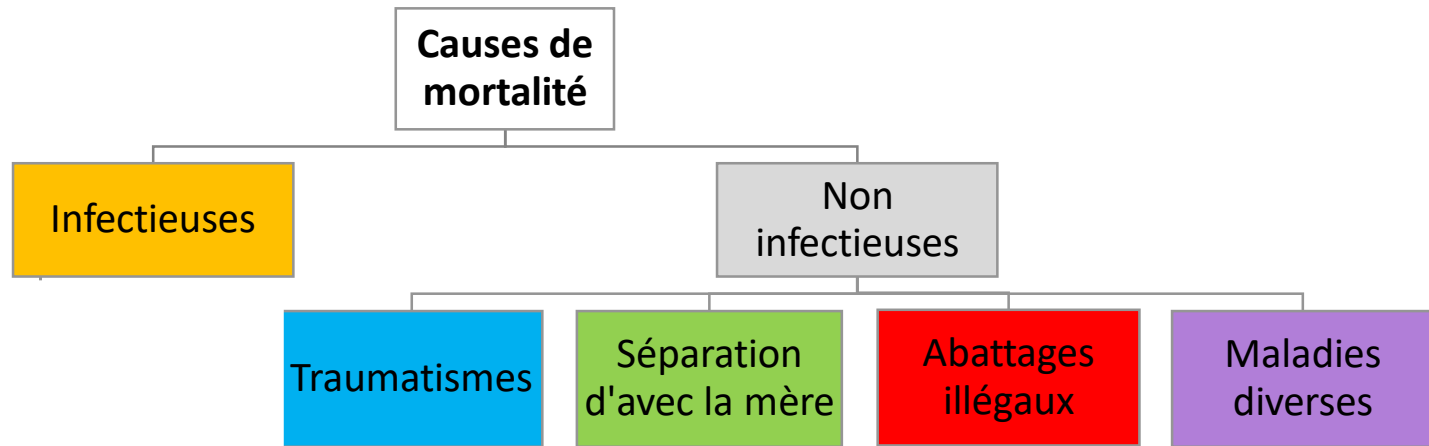 Causes de
mortalité
Infectieuses
Non
infectieuses
Traumatismes
Séparation
d'avec la mère
Abattages
illégaux
Maladies
diverses